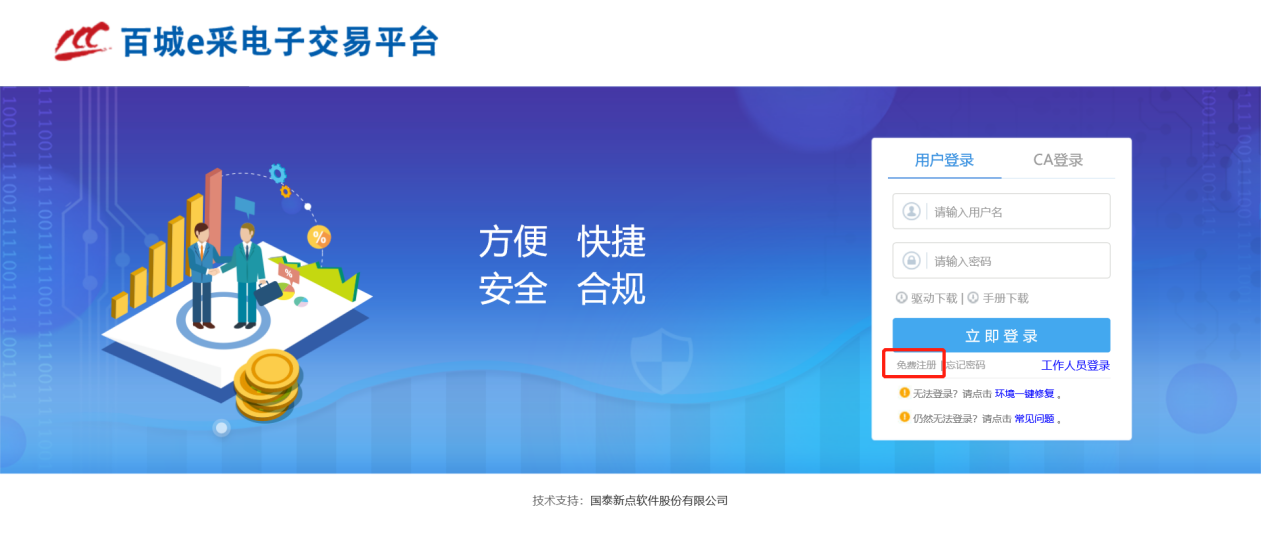 百城e采电子交易平台
方便 快捷
安全 合规
用户登录 CA登录
请输入用户名
请输入密码
驱动下载 | 手册下载
立即登录
免费注册 | 忘记密码 工作人员登录
无法登录？请点击 环境一键修复 。
仍然无法登录？请点击 常见问题 。
技术支持：国泰新点软件股份有限公司